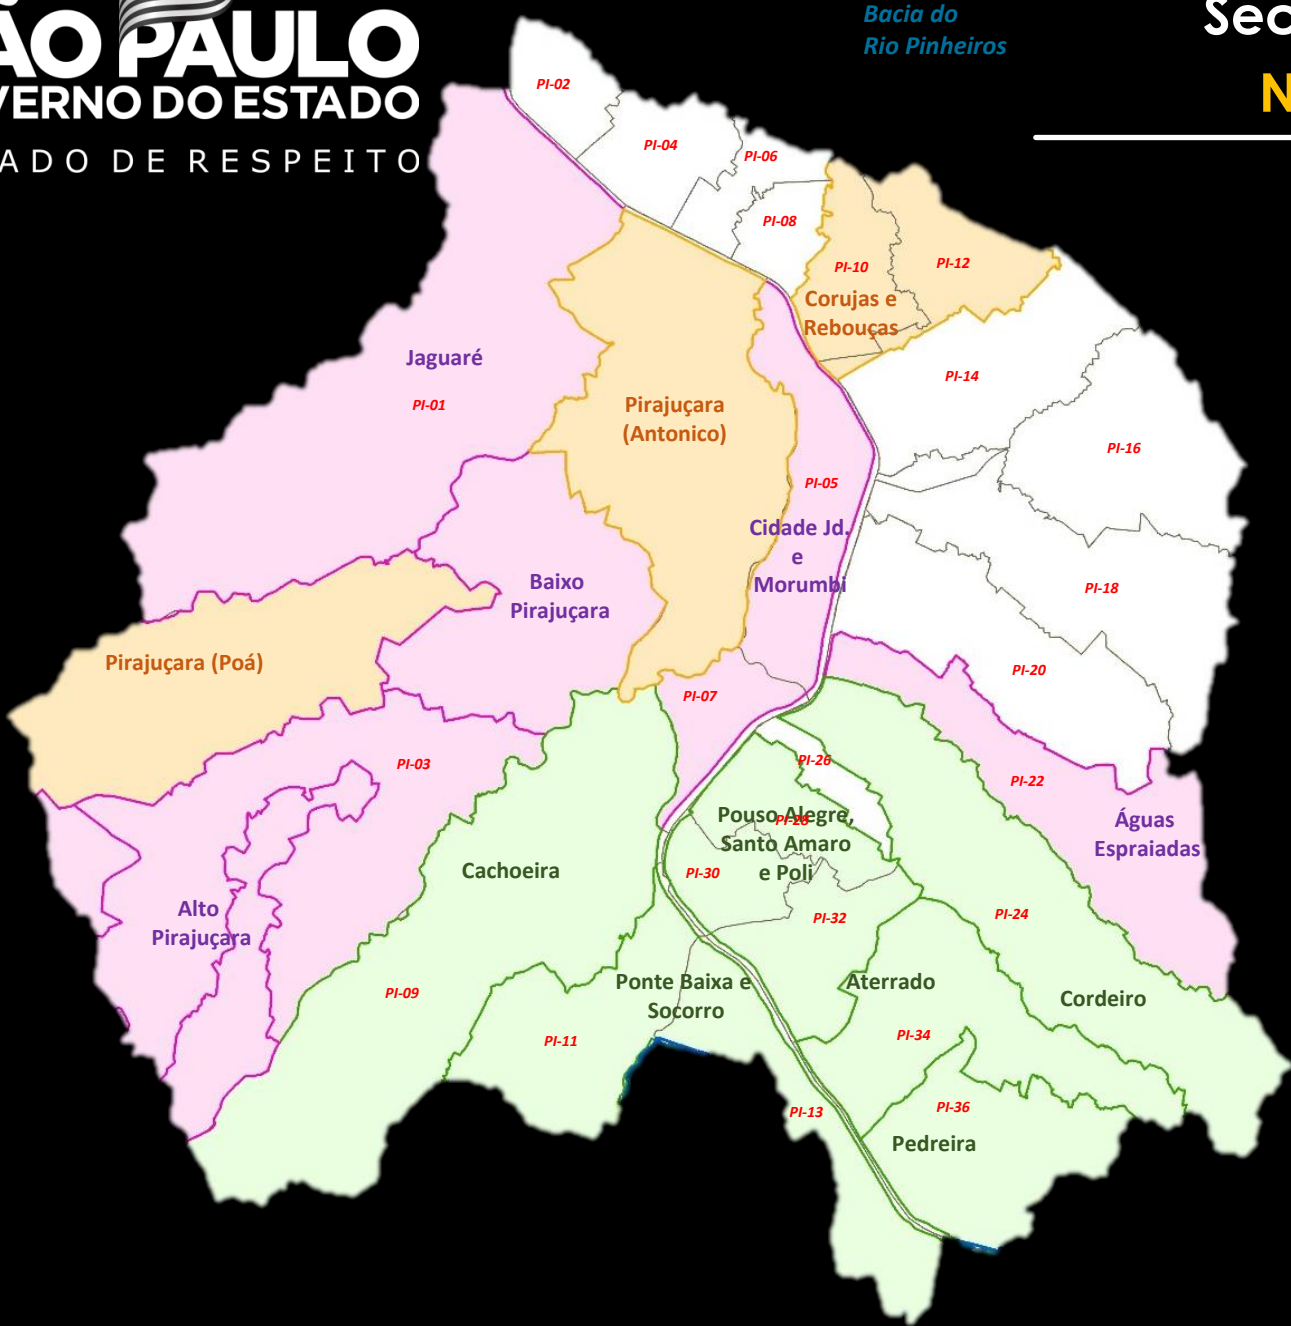 ÃO PAULO
VERNO DO ESTADO
ADO DE RESPEITO
Bacia do
Rio Pinheiros
Sec
N
PI-02
PI-04
PI-06
PI-08
PI-10
PI-12
Corujas e
Rebouças
Jaguaré
PI-01
PI-14
Pirajuçara
(Antonico)
PI-16
PI-05
Cidade Jd.
e
Morumbi
Baixo
Pirajuçara
PI-18
Pirajuçara (Poá)
PI-20
PI-07
PI-03
PI-26
PI-22
Pouso Alegre,
PI-28
Santo Amaro
e Poli
Águas
Espraiadas
Cachoeira
PI-30
Alto
Pirajuçara
PI-32
PI-24
PI-09
Ponte Baixa e
Socorro
Aterrado
Cordeiro
PI-11
PI-34
PI-13
PI-36
Pedreira